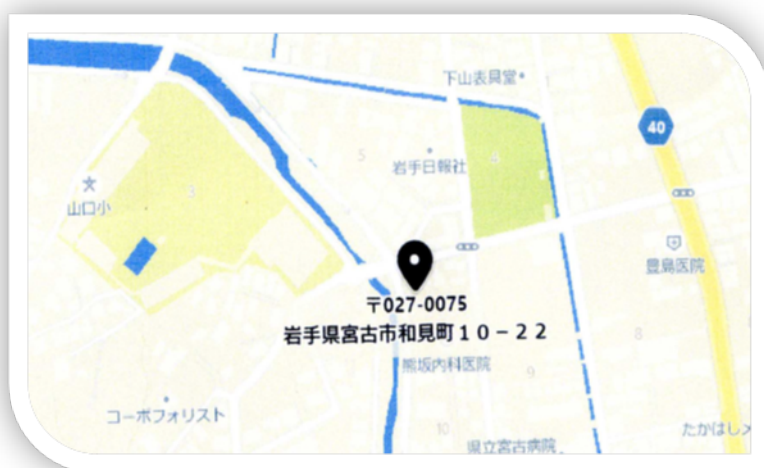 下山表具堂
40
5
4
岩手日報社
3
山口小
豊島医院
〒027-0075
岩手県宮古市和見町１０－２２
8
熊坂内科医院
9
コーポフォリスト
10
県立宮古病院
たかはしメ